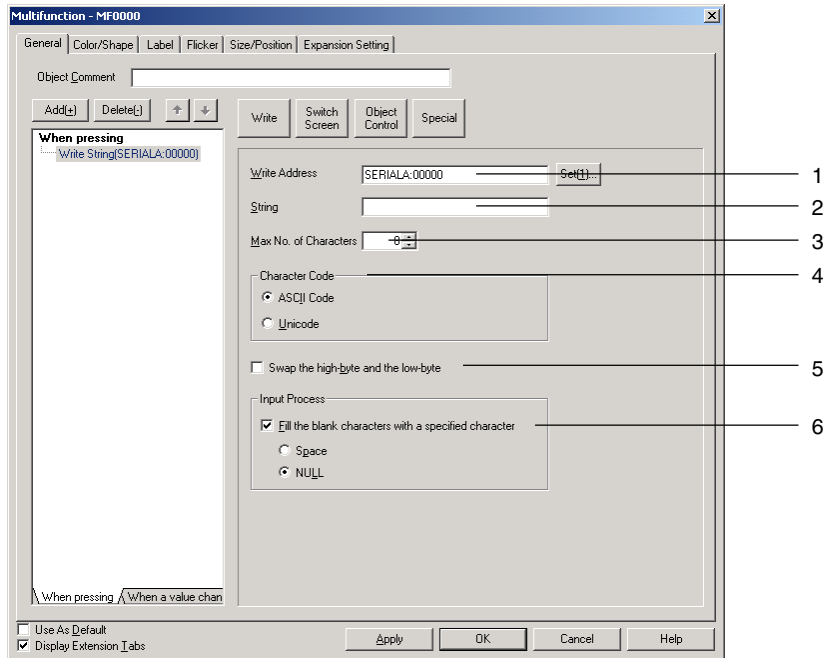 Multifunction - MF0000
General Color/Shape Label Flicker Size/Position Expansion Setting
Object Comment
Add(+) Delete(-)
Write Switch Screen Object Control Special
When pressing
Write String(SERIALA:00000)
Write Address SERIALA:00000 Set(1)... 1
String 2
Max No. of Characters 8 3
Character Code 4
ASCII Code
Unicode
Swap the high-byte and the low-byte 5
Input Process
Fill the blank characters with a specified character 6
Space
NULL
When pressing When a value chan
Use As Default
Display Extension Tabs
Apply OK Cancel Help